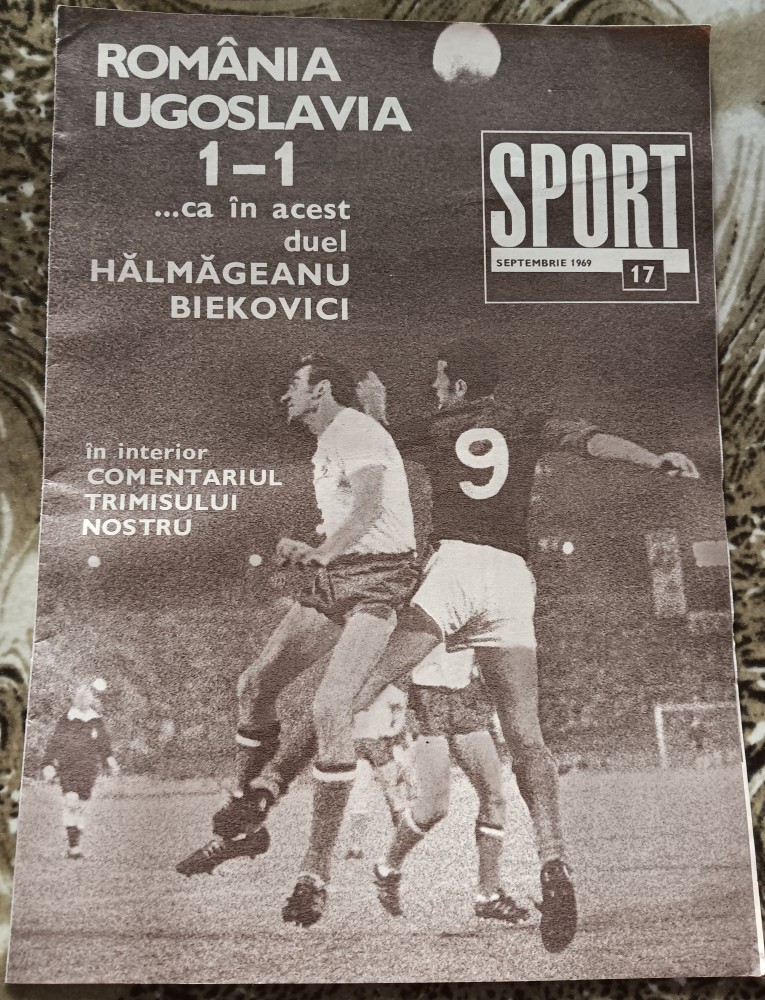 ROMÂNIA
IUGOSLAVIA
1-1
...ca în acest
duel
HĂLMĂGEANU
BIEKOVICI
SPORT
SEPTEMBRIE 1969
17
în interior
COMENTARIUL
TRIMISULUI
NOSTRU
9